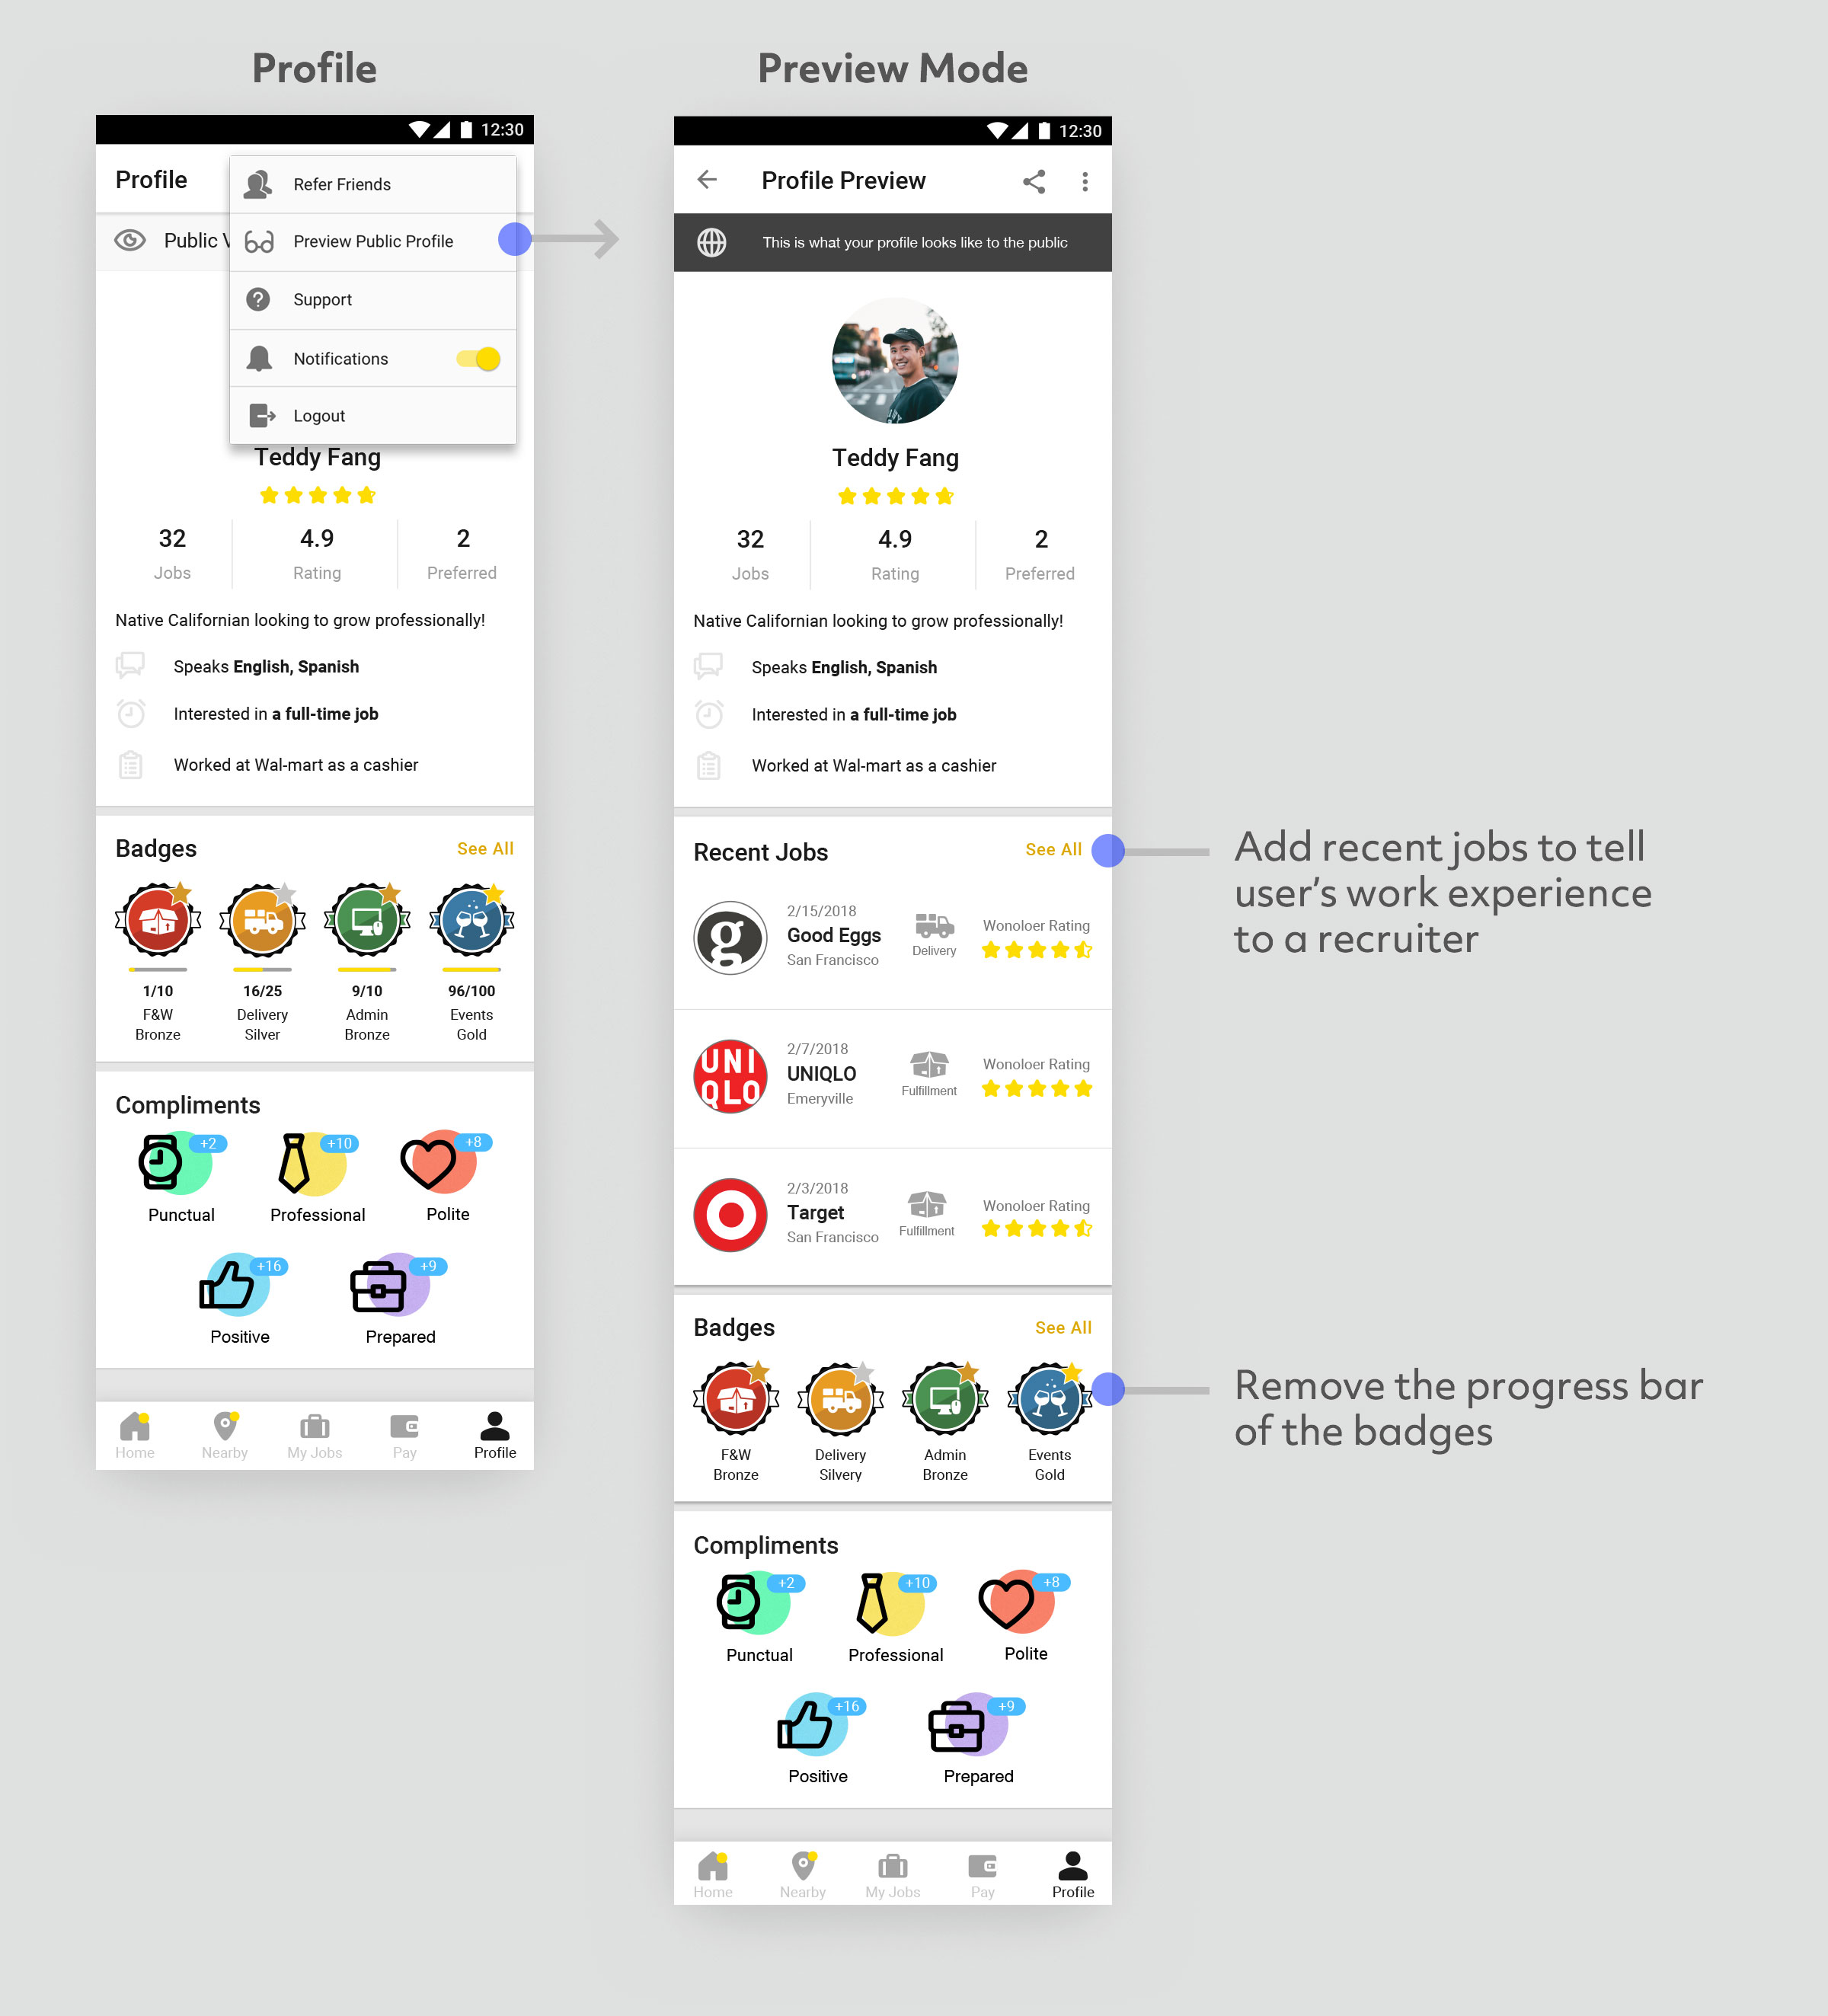 Profile
12:30
Profile
Refer Friends
Public V
Preview Public Profile
Support
Notifications
Logout
Teddy Fang
32 4.9 2
Jobs Rating Preferred
Native Californian looking to grow professionally!
Speaks English, Spanish
Interested in a full-time job
Worked at Wal-mart as a cashier
Badges See All
1/10 16/25 9/10 96/100
F&W Delivery Admin Events
Bronze Silver Bronze Gold
Compliments
+2 +10 +8
Punctual Professional Polite
+16 +9
Positive Prepared
Home Nearby My Jobs Pay Profile
Preview Mode
12:30
Profile Preview
This is what your profile looks like to the public
Teddy Fang
32 4.9 2
Jobs Rating Preferred
Native Californian looking to grow professionally!
Speaks English, Spanish
Interested in a full-time job
Worked at Wal-mart as a cashier
Recent Jobs See All
g
2/15/2018
Good Eggs
San Francisco
Delivery
Wonoloer Rating
UNI
QLO
2/7/2018
UNIQLO
Emeryville
Fulfillment
Wonoloer Rating
2/3/2018
Target
San Francisco
Fulfillment
Wonoloer Rating
Badges See All
F&W Delivery Admin Events
Bronze Silvery Bronze Gold
Compliments
+2 +10 +8
Punctual Professional Polite
+16 +9
Positive Prepared
Home Nearby My Jobs Pay Profile
Add recent jobs to tell
user's work experience
to a recruiter
Remove the progress bar
of the badges